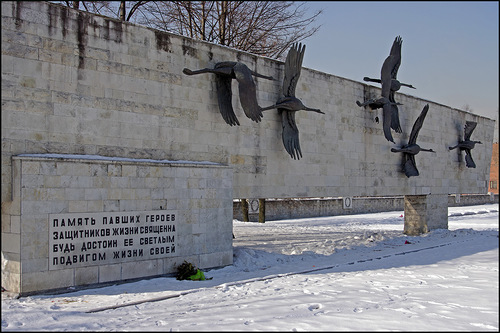 ПАМЯТЬ ПАВШИХ ГЕРОЕВ
ЗАЩИТНИКОВ ЖИЗНИ СВЯЩЕННА
БУДЬ ДОСТОИН ЕЕ СВЕТЛЫМ
ПОДВИГОМ ЖИЗНИ СВОЕЙ